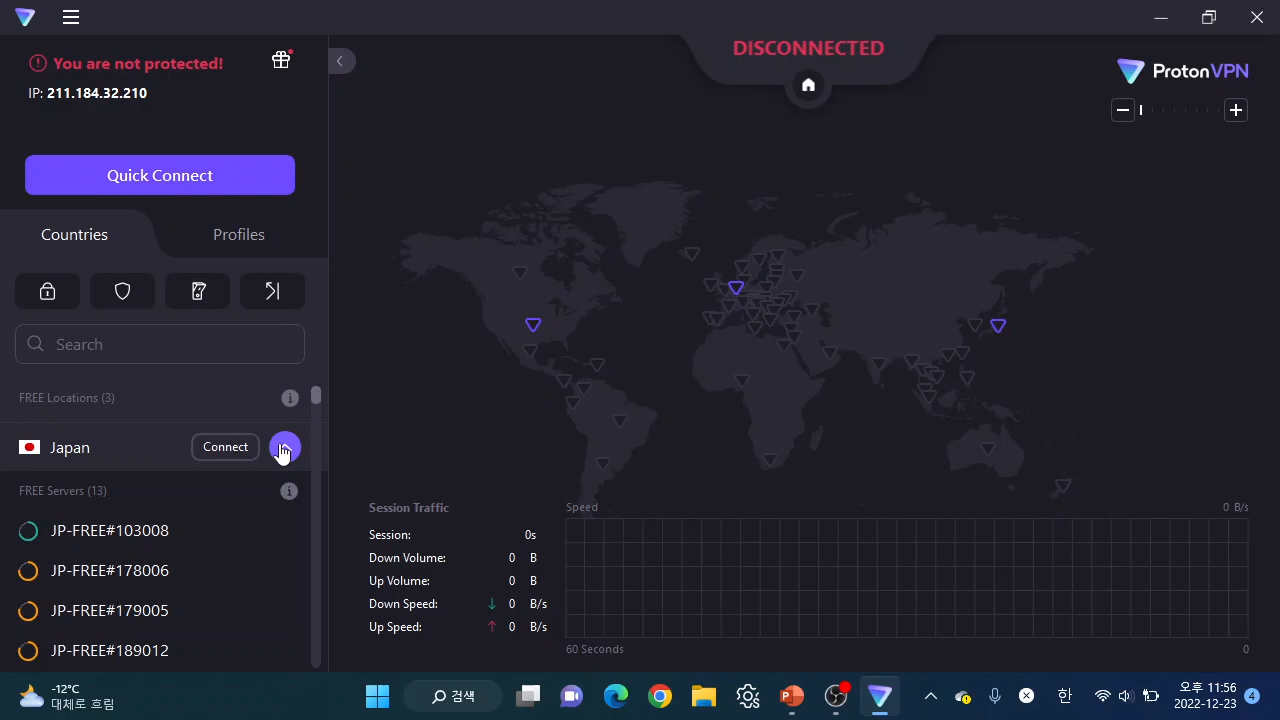 DISCONNECTED
You are not protected!
IP: 211.184.32.210
ProtonVPN
Quick Connect
Countries
Profiles
Search
FREE Locations (3)
Japan
Connect
FREE Servers (13)
JP-FREE#103008
JP-FREE#178006
JP-FREE#179005
JP-FREE#189012
Session Traffic
Session: 0s
Down Volume: 0 B
Up Volume: 0 B
Down Speed: 0 B/s
Up Speed: 0 B/s
Speed
0 B/s
60 Seconds
0
-12°C
대체로 흐림
검색
한
오후 11:56
2022-12-23
4